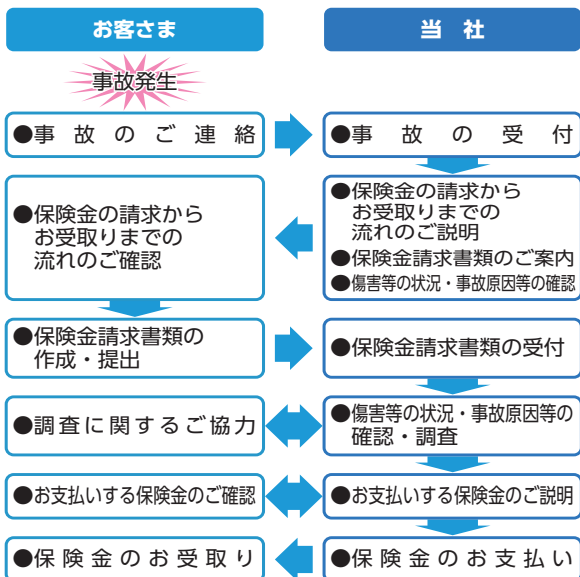 お客さま
当 社
事故発生
●事故のご連絡
●事故の受付
●保険金の請求から
お受取りまでの
流れのご説明
●保険金請求書類のご案内
●傷害等の状況・事故原因等の確認
●保険金の請求から
お受取りまでの
流れのご確認
●保険金請求書類の
作成・提出
●保険金請求書類の受付
●調査に関するご協力
●傷害等の状況・事故原因等の
確認・調査
●お支払いする保険金のご確認
●お支払いする保険金のご説明
●保険金のお受取り
●保険金のお支払い